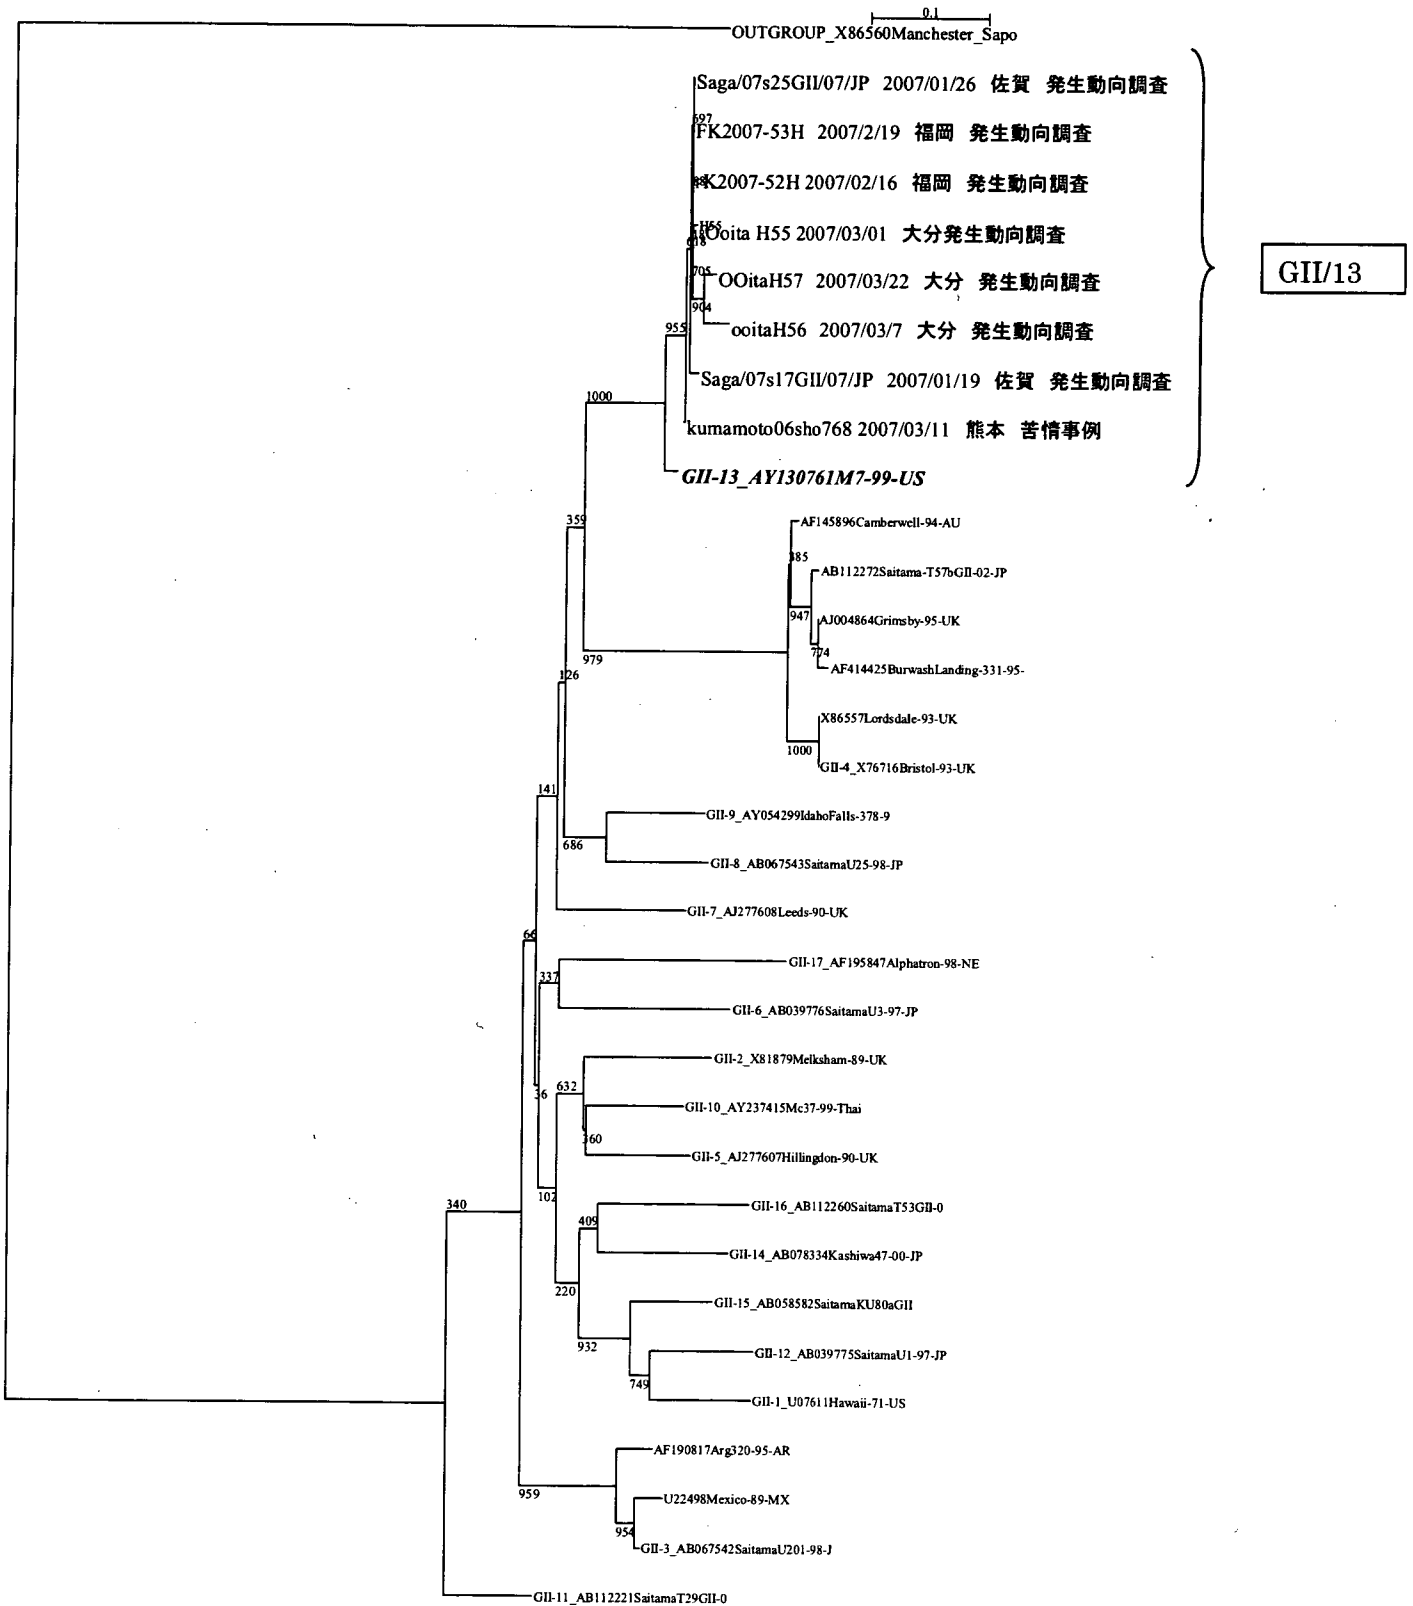 0.1
OUTGROUP_X86560Manchester_Sapo
Saga/07s25GII/07/JP 2007/01/26 佐賀 発生動向調査
697
FK2007-53H 2007/2/19 福岡 発生動向調査
K2007-52H 2007/02/16 福岡 発生動向調査
H55
Ooita H55 2007/03/01 大分発生動向調査
618
705
OOitaH57 2007/03/22 大分 発生動向調査
GII/13
904
955
ooitaH56 2007/03/7 大分 発生動向調査
Saga/07s17GII/07/JP 2007/01/19 佐賀 発生動向調査
1000
kumamoto06sho768 2007/03/11 熊本 苦情事例
GII-13_AY130761M7-99-US
359
AF145896Camberwell-94-AU
385
AB112272Saitama-T57bGII-02-JP
947
AJ004864Grimsby-95-UK
774
979
AF414425BurwashLanding-331-95-
126
X86557Lordsdale-93-UK
1000
GII-4_X76716Bristol-93-UK
141
GII-9_AY054299IdahoFalls-378-9
686
GII-8_AB067543SaitamaU25-98-JP
GII-7_AJ277608Leeds-90-UK
66
GII-17_AF195847Alphatron-98-NE
337
GII-6_AB039776SaitamaU3-97-JP
GII-2_X81879Melksham-89-UK
632
36
GII-10_AY237415Mc37-99-Thai
360
GII-5_AJ277607Hillingdon-90-UK
102
340
GII-16_AB112260SaitamaT53GII-0
409
GII-14_AB078334Kashiwa47-00-JP
220
GII-15_AB058582SaitamaKU80aGII
932
GII-12_AB039775SaitamaU1-97-JP
749
GII-1_U07611Hawaii-71-US
AF190817Arg320-95-AR
959
U22498Mexico-89-MX
954
GII-3_AB067542SaitamaU201-98-J
GII-11_AB112221SaitamaT29GII-0